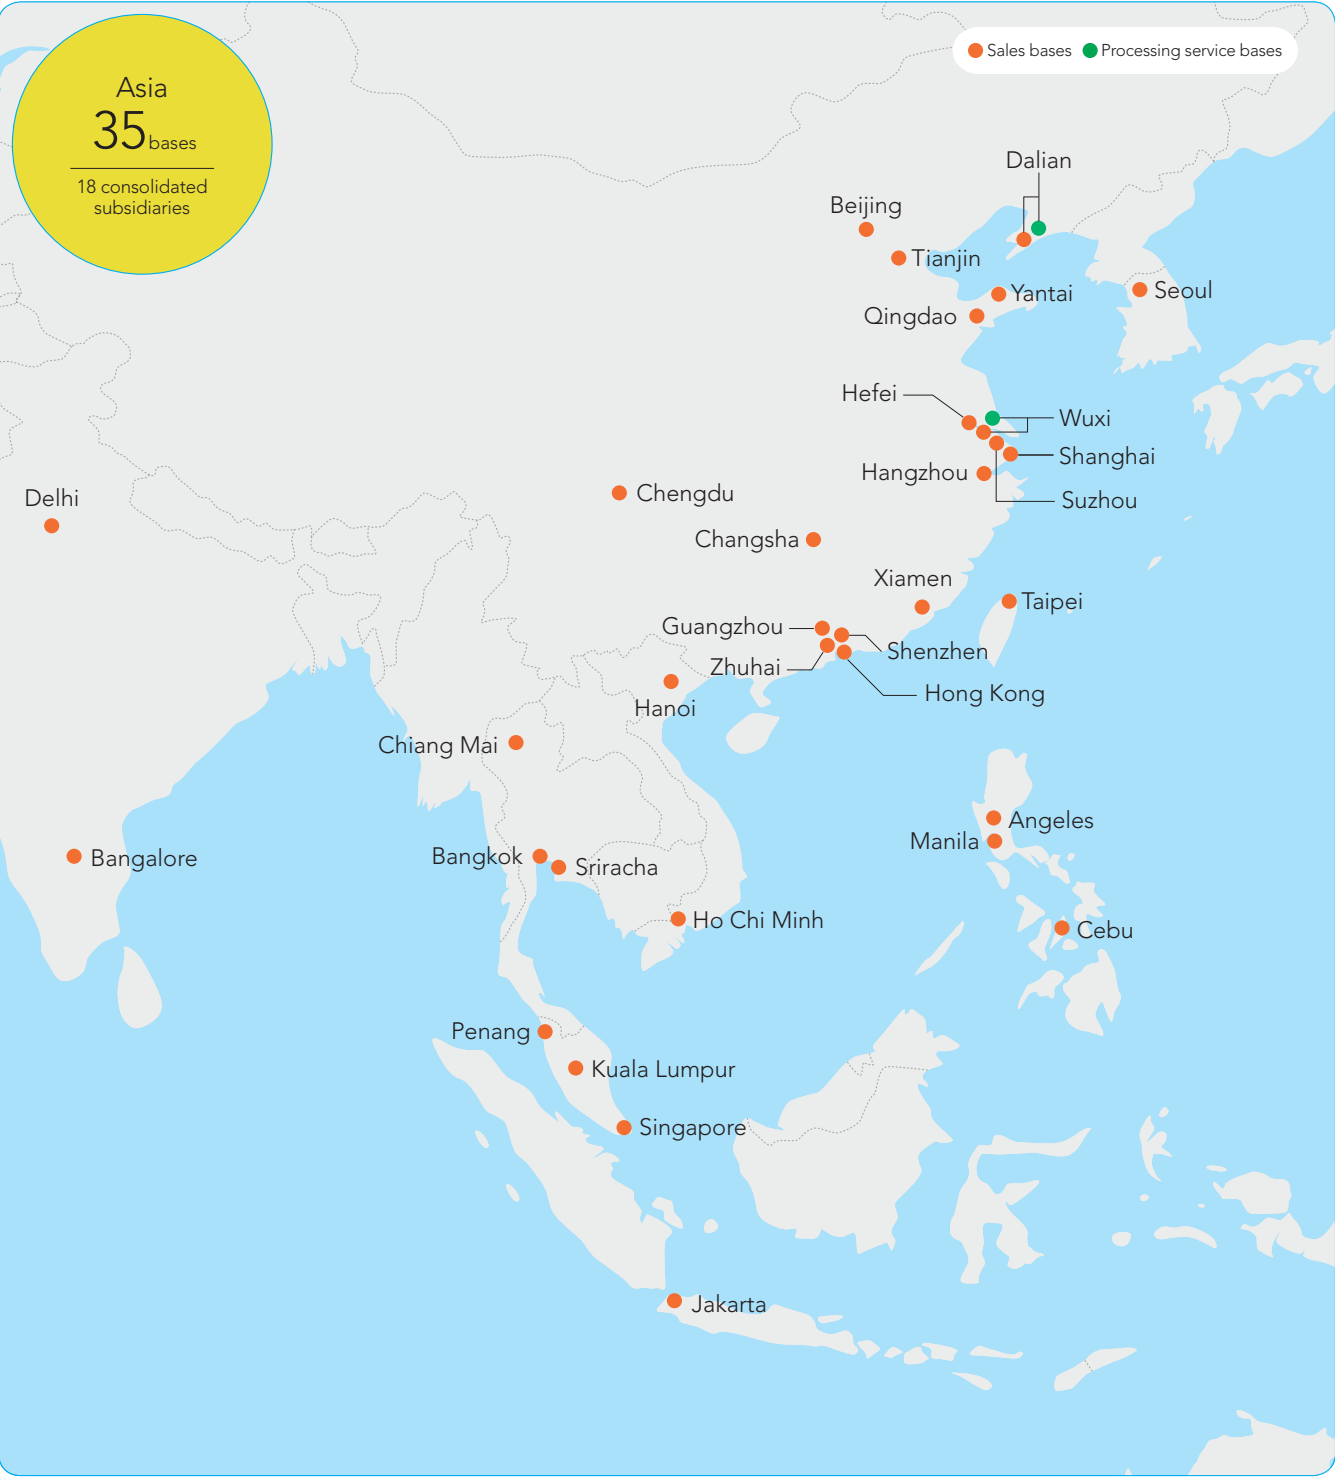 Asia
35 bases
18 consolidated
subsidiaries
Sales bases Processing service bases
Dalian
Beijing
Tianjin
Yantai
Seoul
Qingdao
Hefei
Wuxi
Shanghai
Hangzhou
Suzhou
Chengdu
Delhi
Changsha
Xiamen
Taipei
Guangzhou
Shenzhen
Zhuhai
Hong Kong
Hanoi
Chiang Mai
Angeles
Manila
Bangalore
Bangkok
Sriracha
Ho Chi Minh
Cebu
Penang
Kuala Lumpur
Singapore
Jakarta